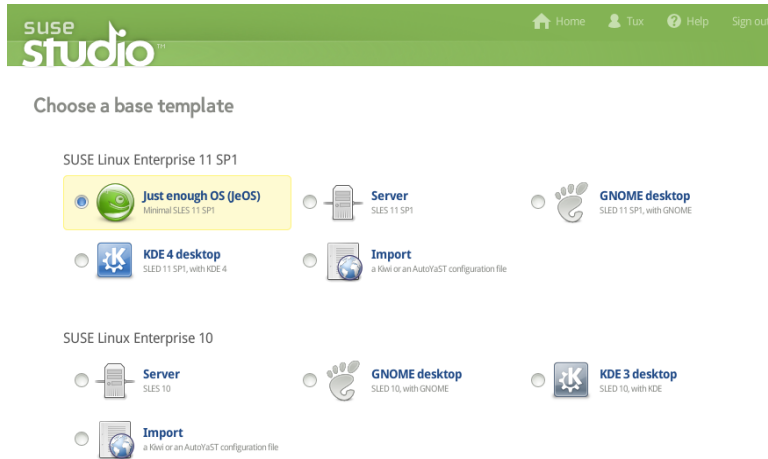 suse
studio™
Home Tux Help Sign out
Choose a base template
SUSE Linux Enterprise 11 SP1
Just enough OS (JeOS)
Minimal SLES 11 SP1
Server
SLES 11 SP1
GNOME desktop
SLED 11 SP1, with GNOME
KDE 4 desktop
SLED 11 SP1, with KDE 4
Import
a Kiwi or an AutoYaST configuration file
SUSE Linux Enterprise 10
Server
SLES 10
GNOME desktop
SLED 10, with GNOME
KDE 3 desktop
SLED 10, with KDE
Import
a Kiwi or an AutoYaST configuration file